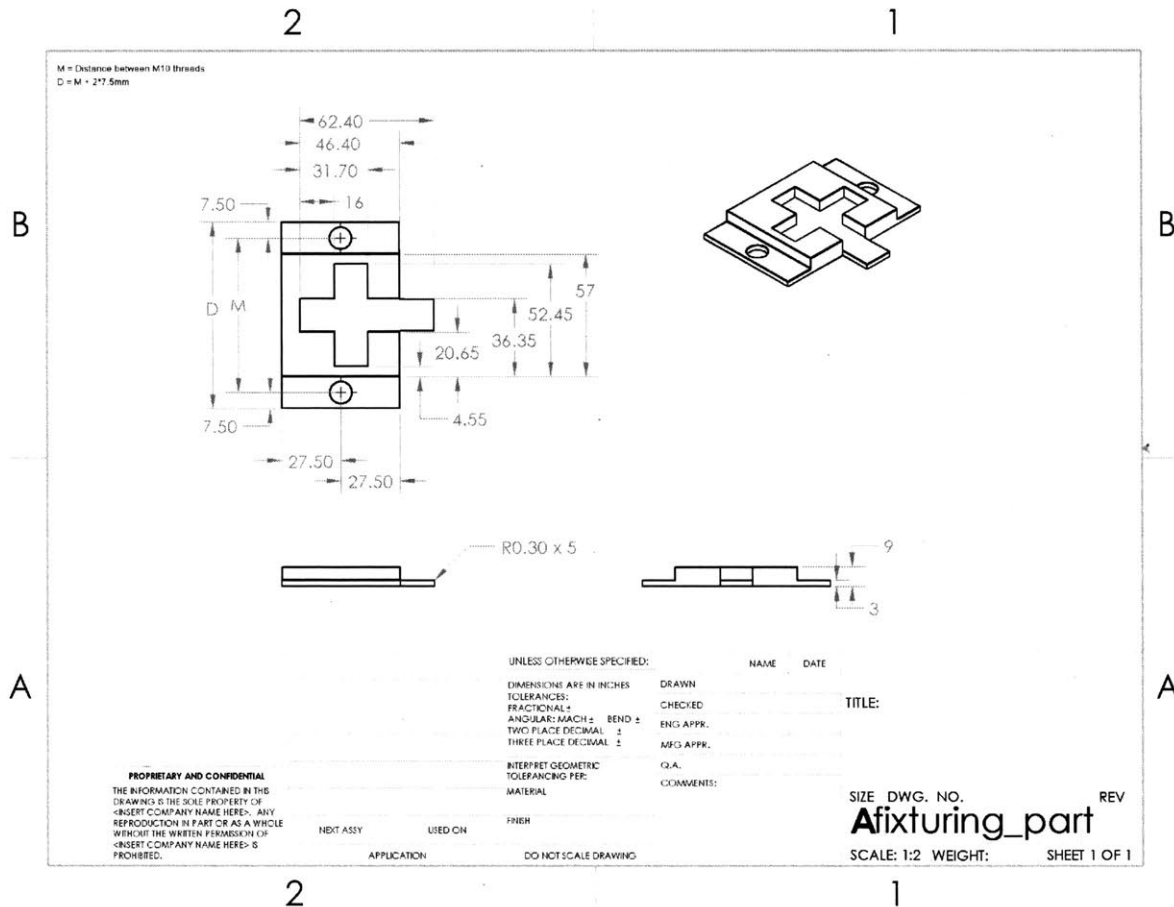 2
1
M = Distance between M10 threads
D = M + 2*7.5mm
62.40
46.40
31.70
16
7.50
B
B
D
M
57
52.45
36.35
20.65
4.55
7.50
27.50
27.50
R0.30 x 5
9
3
A
A
UNLESS OTHERWISE SPECIFIED:
DIMENSIONS ARE IN INCHES
TOLERANCES:
FRACTIONAL ±
ANGULAR: MACH ± BEND ±
TWO PLACE DECIMAL ±
THREE PLACE DECIMAL ±
INTERPRET GEOMETRIC
TOLERANCING PER:
MATERIAL
FINISH
DO NOT SCALE DRAWING
NAME DATE
DRAWN
CHECKED
ENG APPR.
MFG APPR.
Q.A.
COMMENTS:
TITLE:
PROPRIETARY AND CONFIDENTIAL
THE INFORMATION CONTAINED IN THIS
DRAWING IS THE SOLE PROPERTY OF
<INSERT COMPANY NAME HERE>. ANY
REPRODUCTION IN PART OR AS A WHOLE
WITHOUT THE WRITTEN PERMISSION OF
<INSERT COMPANY NAME HERE> IS
PROHIBITED.
NEXT ASSY USED ON
APPLICATION
SIZE DWG. NO. REV
A fixturing_part
SCALE: 1:2 WEIGHT: SHEET 1 OF 1
2
1